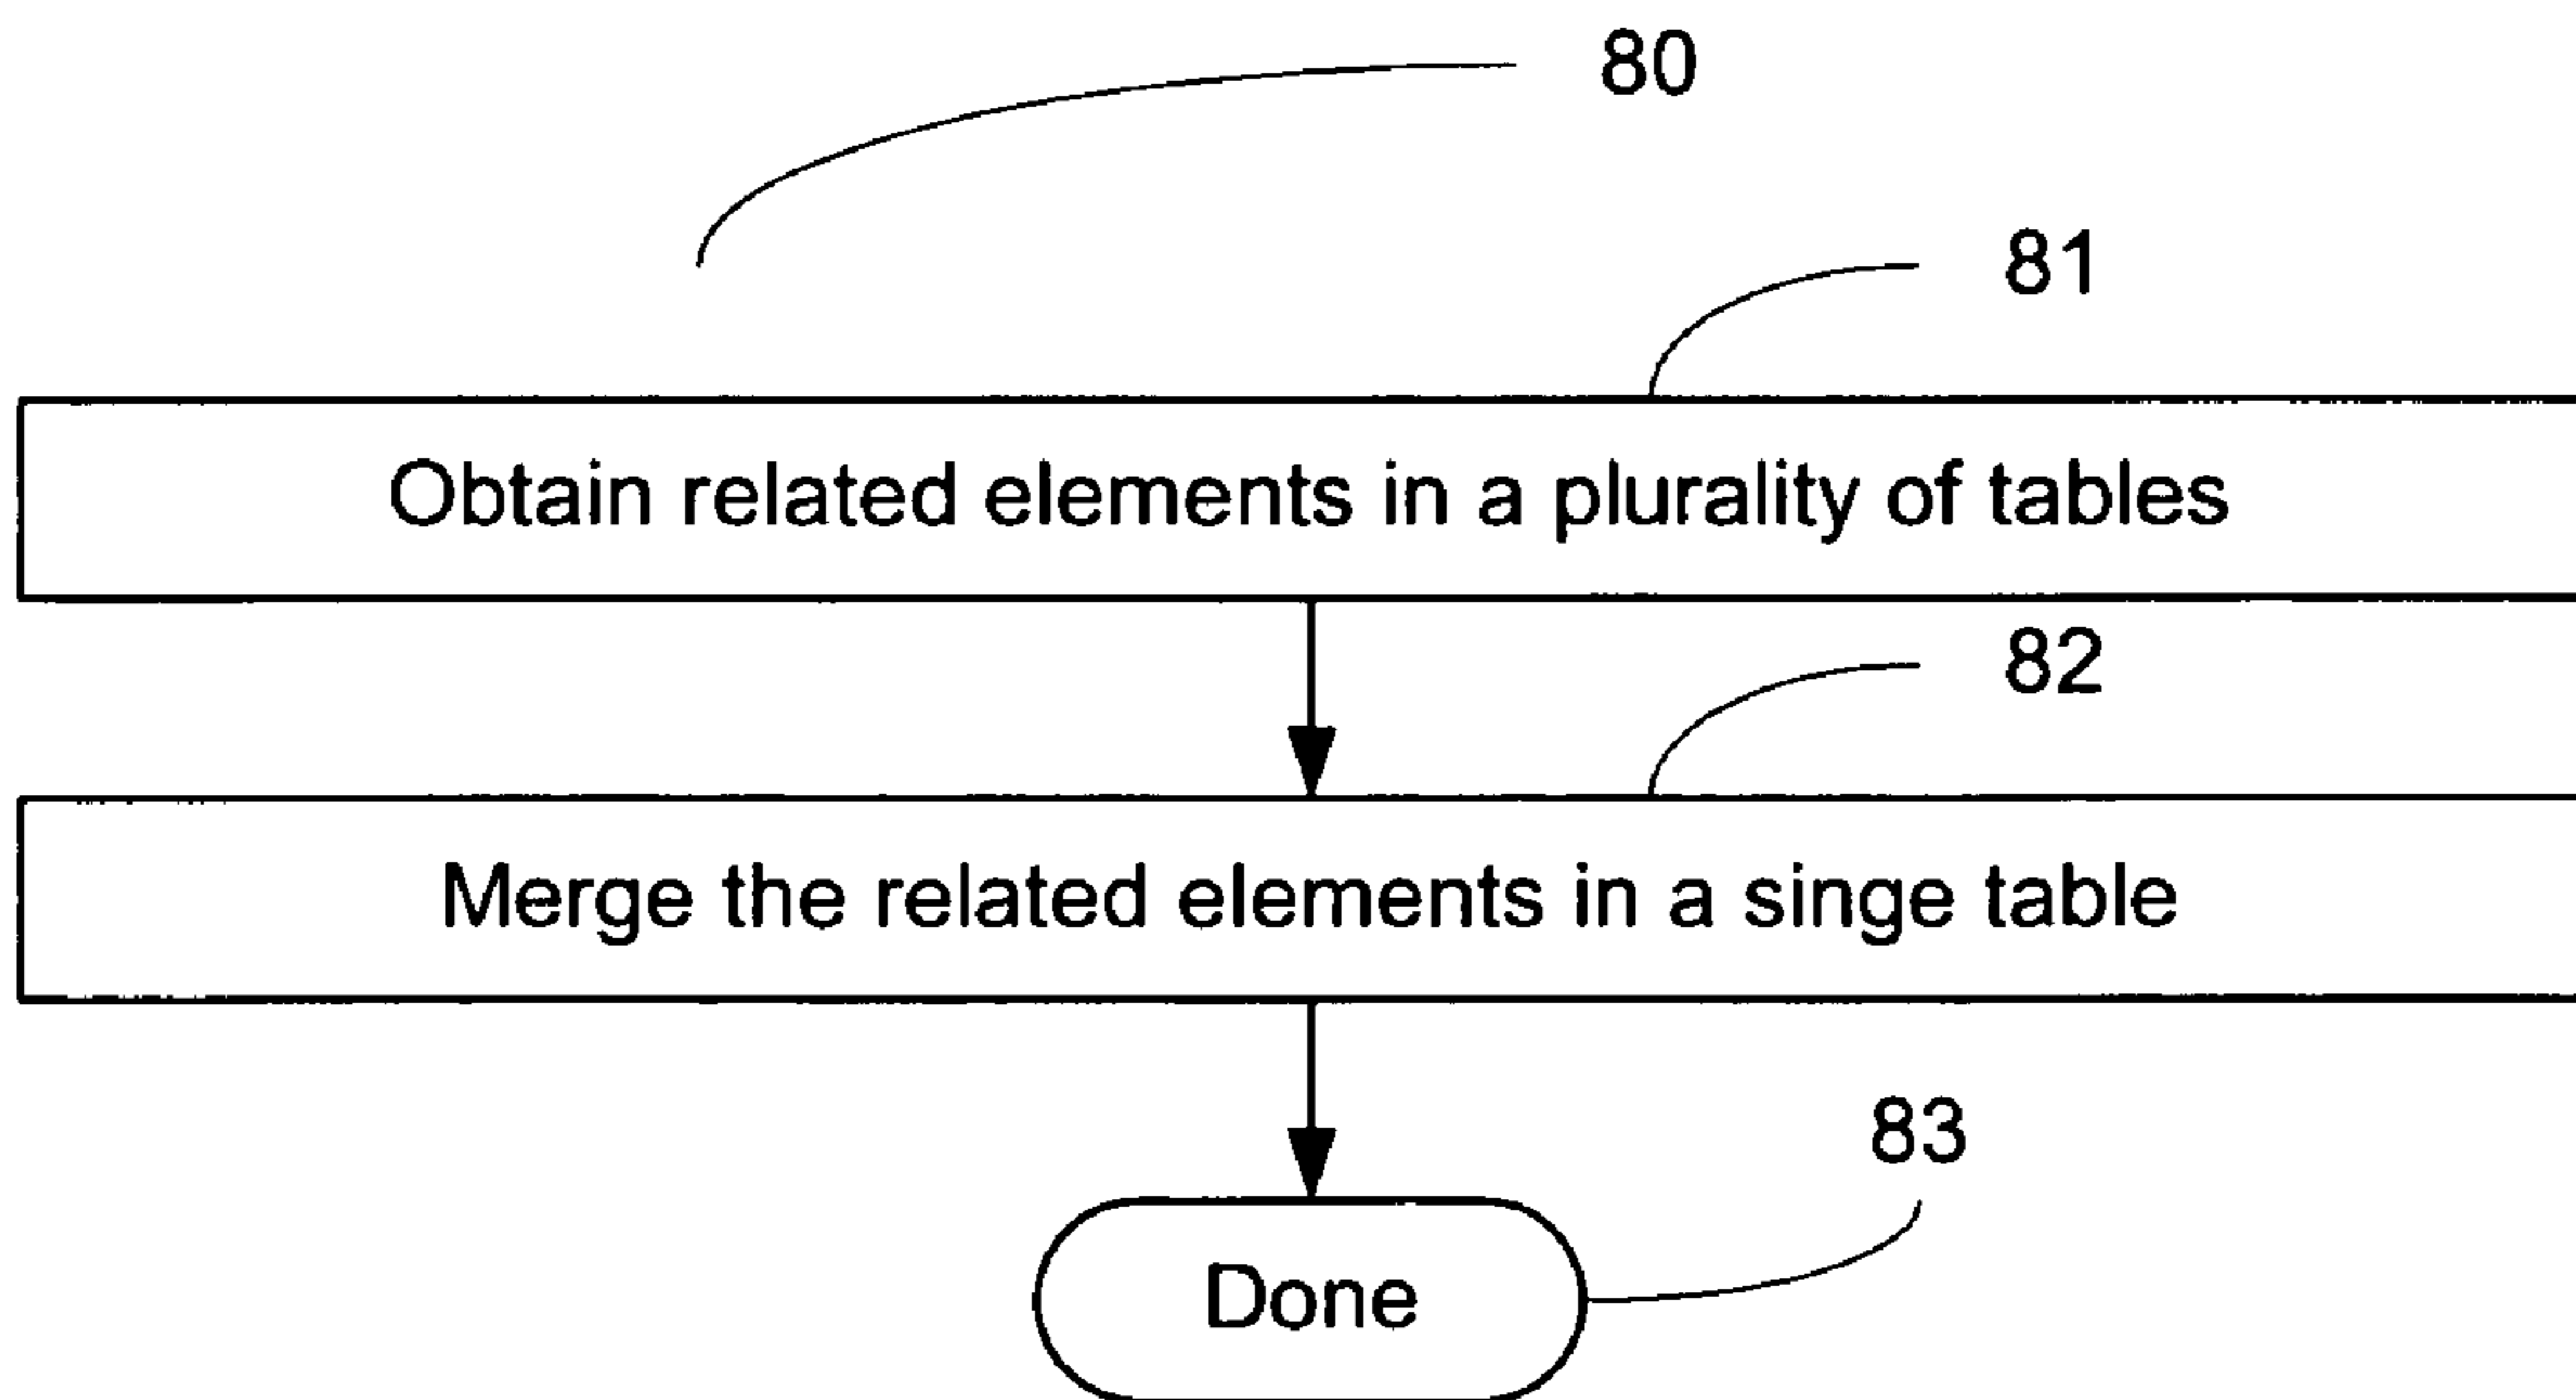 80
81
Obtain related elements in a plurality of tables
82
Merge the related elements in a singe table
83
Done